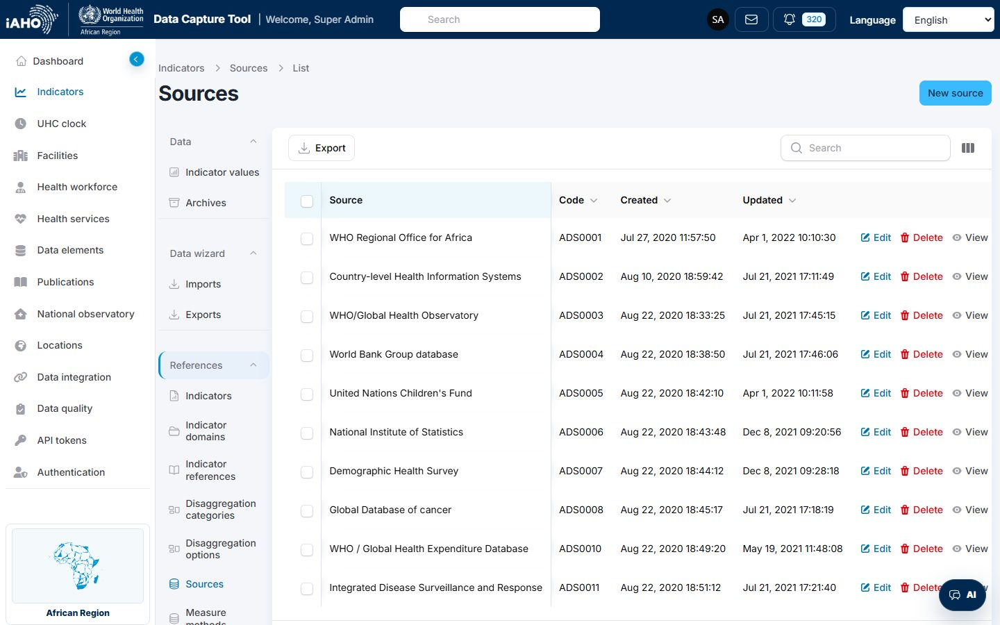 iAHO
World Health
Organization
African Region
Data Capture Tool
Welcome, Super Admin
Search
SA
320
Language
English
Dashboard
Indicators
UHC clock
Facilities
Health workforce
Health services
Data elements
Publications
National observatory
Locations
Data integration
Data quality
API tokens
Authentication
African Region
Indicators > Sources > List
Sources
New source
Data
Indicator values
Archives
Data wizard
Imports
Exports
References
Indicators
Indicator
domains
Indicator
references
Disaggregation
categories
Disaggregation
options
Sources
Measure
methods
Export
Search
Source Code Created Updated
WHO Regional Office for Africa ADS0001 Jul 27, 2020 11:57:50 Apr 1, 2022 10:10:30 Edit Delete View
Country-level Health Information Systems ADS0002 Aug 10, 2020 18:59:42 Jul 21, 2021 17:11:49 Edit Delete View
WHO/Global Health Observatory ADS0003 Aug 22, 2020 18:33:25 Jul 21, 2021 17:45:15 Edit Delete View
World Bank Group database ADS0004 Aug 22, 2020 18:38:50 Jul 21, 2021 17:46:06 Edit Delete View
United Nations Children's Fund ADS0005 Aug 22, 2020 18:42:10 Apr 1, 2022 10:11:58 Edit Delete View
National Institute of Statistics ADS0006 Aug 22, 2020 18:43:48 Dec 8, 2021 09:20:56 Edit Delete View
Demographic Health Survey ADS0007 Aug 22, 2020 18:44:12 Dec 8, 2021 09:28:18 Edit Delete View
Global Database of cancer ADS0008 Aug 22, 2020 18:45:17 Jul 21, 2021 17:18:19 Edit Delete View
WHO / Global Health Expenditure Database ADS0010 Aug 22, 2020 18:49:20 May 19, 2021 11:48:08 Edit Delete View
Integrated Disease Surveillance and Response ADS0011 Aug 22, 2020 18:51:12 Jul 21, 2021 17:21:40 Edit Delete
AI